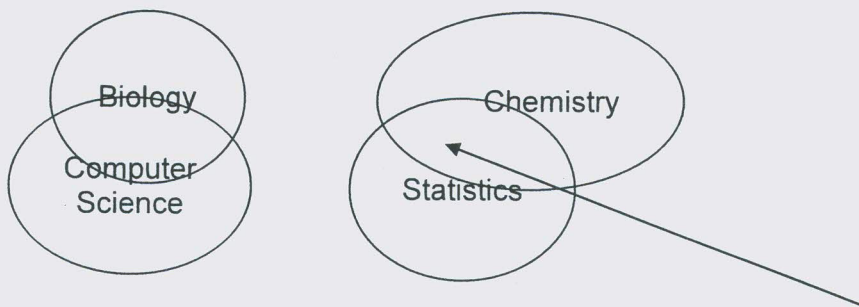 Biology
Chemistry
Computer
Science
Statistics